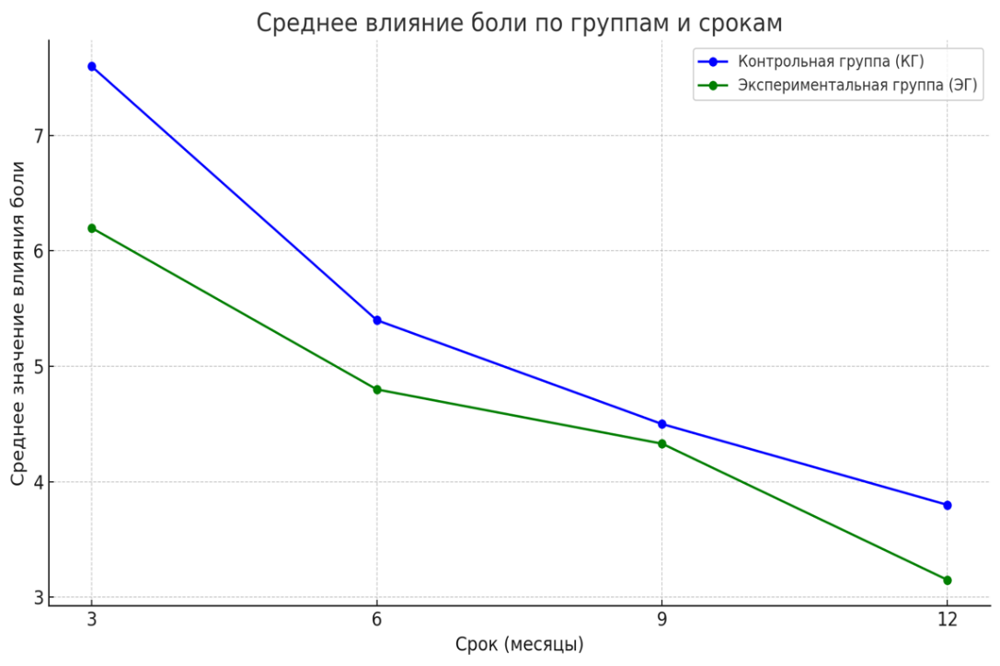 Среднее влияние боли по группам и срокам
Контрольная группа (КГ)
Экспериментальная группа (ЭГ)
Среднее значение влияния боли
7
6
5
4
3
3 6 9 12
Срок (месяцы)